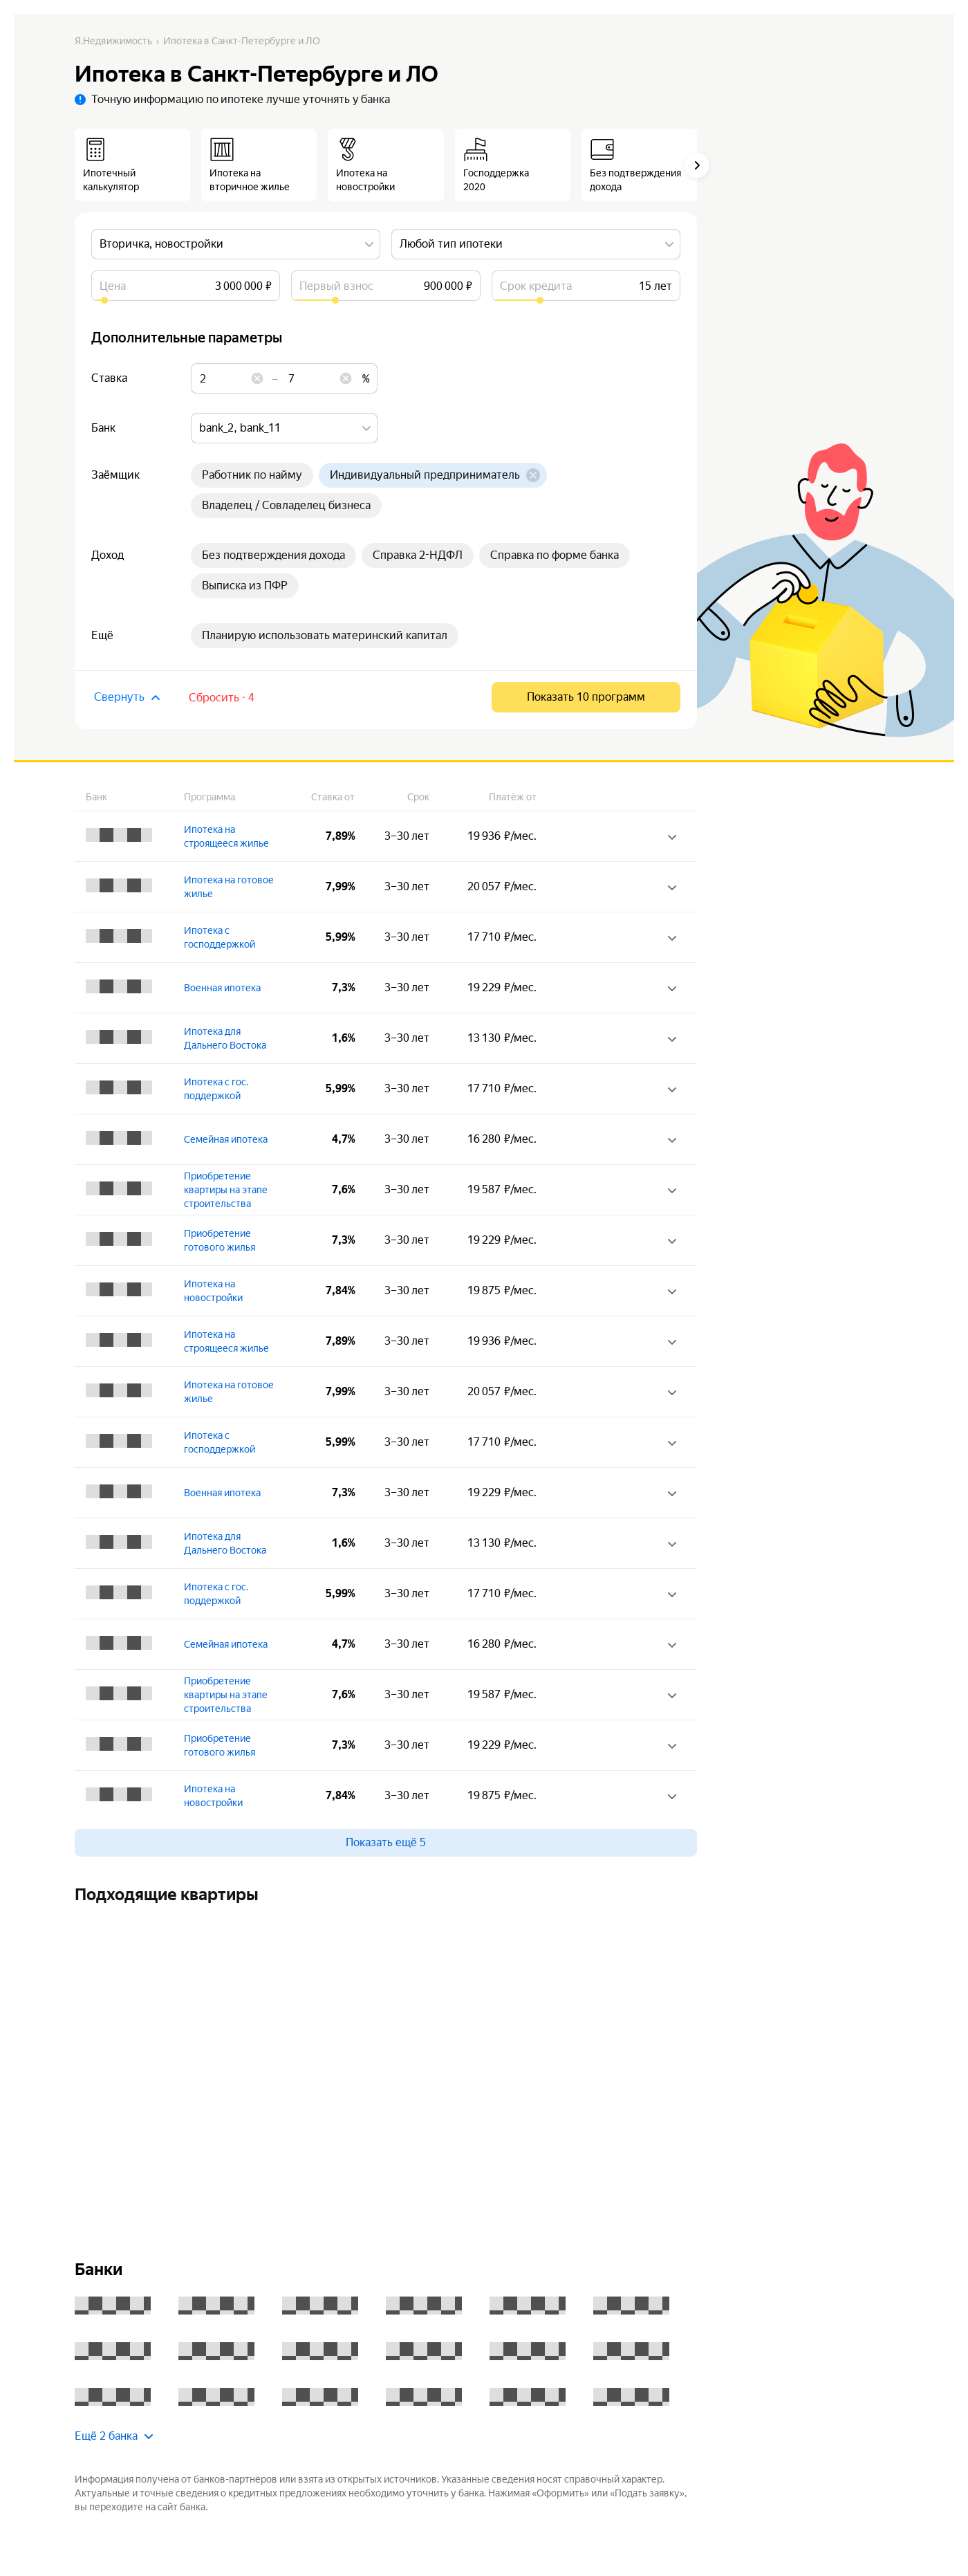 Я.Недвижимость › Ипотека в Санкт-Петербурге и ЛО
Ипотека в Санкт-Петербурге и ЛО
Точную информацию по ипотеке лучше уточнять у банка
Ипотечный
калькулятор
Ипотека на
вторичное жилье
Ипотека на
новостройки
Господдержка
2020
Без подтверждения
дохода
Вторичка, новостройки
Любой тип ипотеки
Цена 3 000 000 ₽
Первый взнос 900 000 ₽
Срок кредита 15 лет
Дополнительные параметры
Ставка 2 – 7 %
Банк bank_2, bank_11
Заёмщик Работник по найму Индивидуальный предприниматель
Владелец / Совладелец бизнеса
Доход Без подтверждения дохода Справка 2-НДФЛ Справка по форме банка
Выписка из ПФР
Ещё Планирую использовать материнский капитал
Свернуть Сбросить · 4 Показать 10 программ
Банк Программа Ставка от Срок Платёж от
Ипотека на
строящееся жилье
7,89% 3–30 лет 19 936 ₽/мес.
Ипотека на готовое
жилье
7,99% 3–30 лет 20 057 ₽/мес.
Ипотека с
господдержкой
5,99% 3–30 лет 17 710 ₽/мес.
Военная ипотека 7,3% 3–30 лет 19 229 ₽/мес.
Ипотека для
Дальнего Востока
1,6% 3–30 лет 13 130 ₽/мес.
Ипотека с гос.
поддержкой
5,99% 3–30 лет 17 710 ₽/мес.
Семейная ипотека 4,7% 3–30 лет 16 280 ₽/мес.
Приобретение
квартиры на этапе
строительства
7,6% 3–30 лет 19 587 ₽/мес.
Приобретение
готового жилья
7,3% 3–30 лет 19 229 ₽/мес.
Ипотека на
новостройки
7,84% 3–30 лет 19 875 ₽/мес.
Ипотека на
строящееся жилье
7,89% 3–30 лет 19 936 ₽/мес.
Ипотека на готовое
жилье
7,99% 3–30 лет 20 057 ₽/мес.
Ипотека с
господдержкой
5,99% 3–30 лет 17 710 ₽/мес.
Военная ипотека 7,3% 3–30 лет 19 229 ₽/мес.
Ипотека для
Дальнего Востока
1,6% 3–30 лет 13 130 ₽/мес.
Ипотека с гос.
поддержкой
5,99% 3–30 лет 17 710 ₽/мес.
Семейная ипотека 4,7% 3–30 лет 16 280 ₽/мес.
Приобретение
квартиры на этапе
строительства
7,6% 3–30 лет 19 587 ₽/мес.
Приобретение
готового жилья
7,3% 3–30 лет 19 229 ₽/мес.
Ипотека на
новостройки
7,84% 3–30 лет 19 875 ₽/мес.
Показать ещё 5
Подходящие квартиры
Банки
Ещё 2 банка
Информация получена от банков-партнёров или взята из открытых источников. Указанные сведения носят справочный характер.
Актуальные и точные сведения о кредитных предложениях необходимо уточнить у банка. Нажимая «Оформить» или «Подать заявку»,
вы переходите на сайт банка.